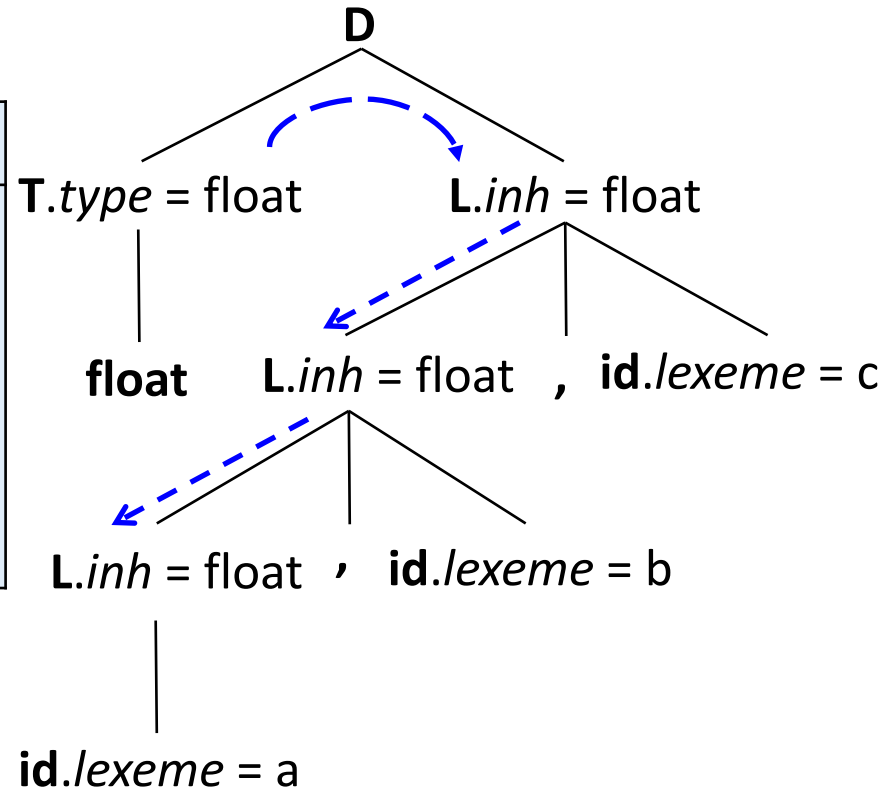 D
T.type = float L.inh = float
float L.inh = float , id.lexeme = c
L.inh = float , id.lexeme = b
id.lexeme = a